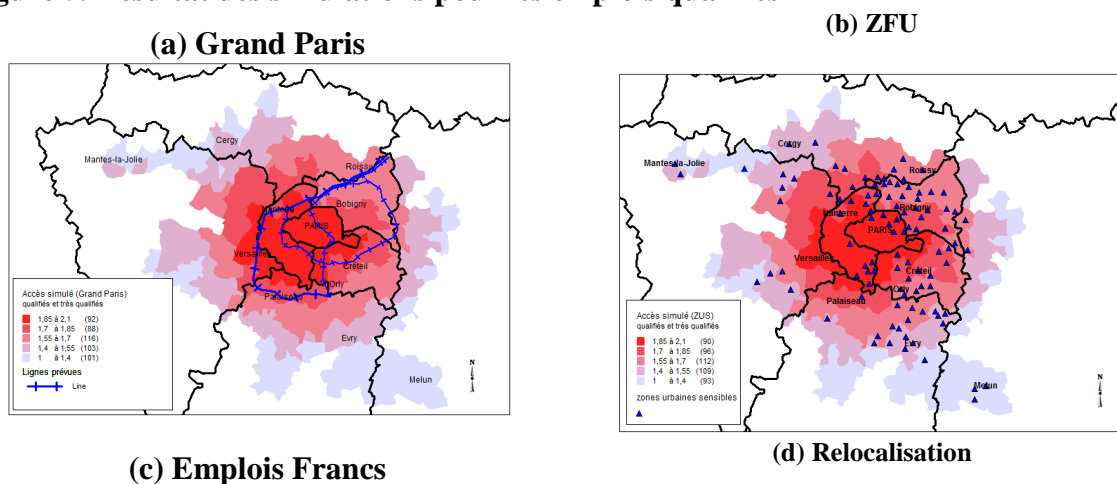 (a) Grand Paris
(b) ZFU
Cergy
Mantes-la-Jolie
Roissy
Bobigny
Nanterre
PARIS
Versailles
Créteil
Orly
Palaiseau
Evry
Melun
N
Accès simulé (Grand Paris)
qualifiés et très qualifiés
1,85 à 2,1 (92)
1,7 à 1,85 (88)
1,55 à 1,7 (116)
1,4 à 1,55 (103)
1 à 1,4 (101)
Lignes prévues
Line
Cergy
Mantes-la-Jolie
Roissy
Bobigny
Nanterre
PARIS
Versailles
Créteil
Orly
Palaiseau
Evry
Melun
N
Accès simulé (ZUS)
qualifiés et très qualifiés
1,85 à 2,1 (90)
1,7 à 1,85 (96)
1,55 à 1,7 (112)
1,4 à 1,55 (109)
1 à 1,4 (93)
zones urbaines sensibles
(c) Emplois Francs
(d) Relocalisation